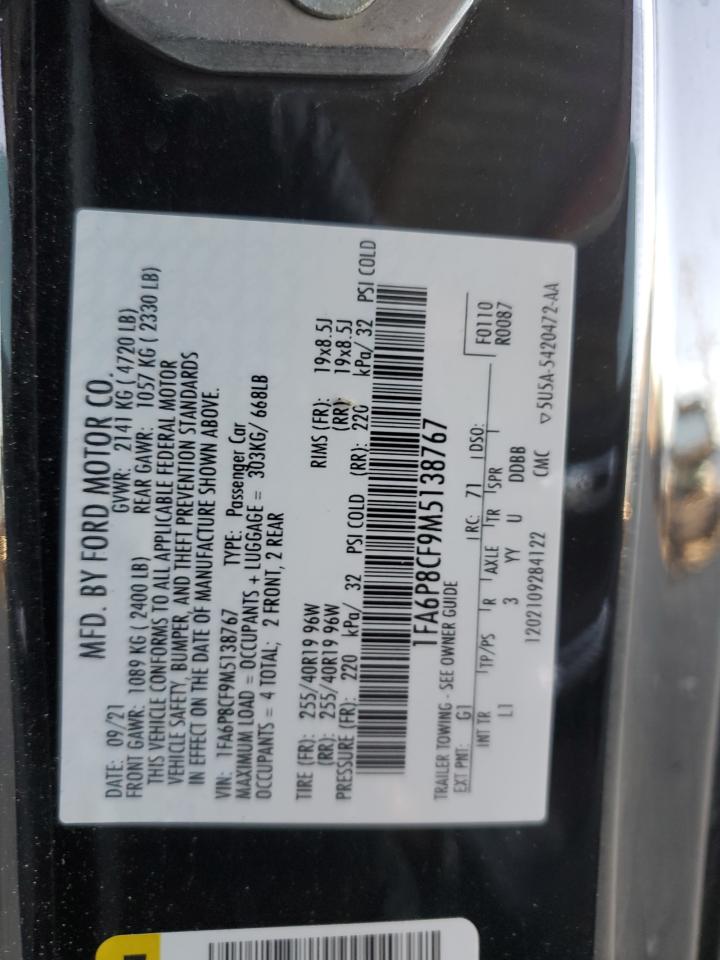 MFD. BY FORD MOTOR CO.
DATE: 09/21 GVWR: 2141 KG ( 4720 LB)
FRONT GAWR: 1089 KG ( 2400 LB) REAR GAWR: 1057 KG ( 2330 LB)
THIS VEHICLE CONFORMS TO ALL APPLICABLE FEDERAL MOTOR
VEHICLE SAFETY, BUMPER, AND THEFT PREVENTION STANDARDS
IN EFFECT ON THE DATE OF MANUFACTURE SHOWN ABOVE.
VIN: 1FA6P8CF9M5138767 TYPE: Passenger Car
MAXIMUM LOAD = OCCUPANTS + LUGGAGE = 303KG/ 668LB
OCCUPANTS = 4 TOTAL; 2 FRONT, 2 REAR
TIRE (FR): 255/40R19 96W RIMS (FR): 19x8.5J
(RR): 255/40R19 96W (RR): 19x8.5J
PRESSURE (FR): 220 kPa/ 32 PSI COLD (RR): 220 kPa/ 32 PSI COLD
1FA6P8CF9M5138767
TRAILER TOWING - SEE OWNER GUIDE
EXT PNT: G1 RC: 71 DSO: F0110
INT TR TP/PS R AXLE TR SPR R0087
L1 3 YY U DDBB
1202109284122 CMC ▽5U5A-5420472-AA